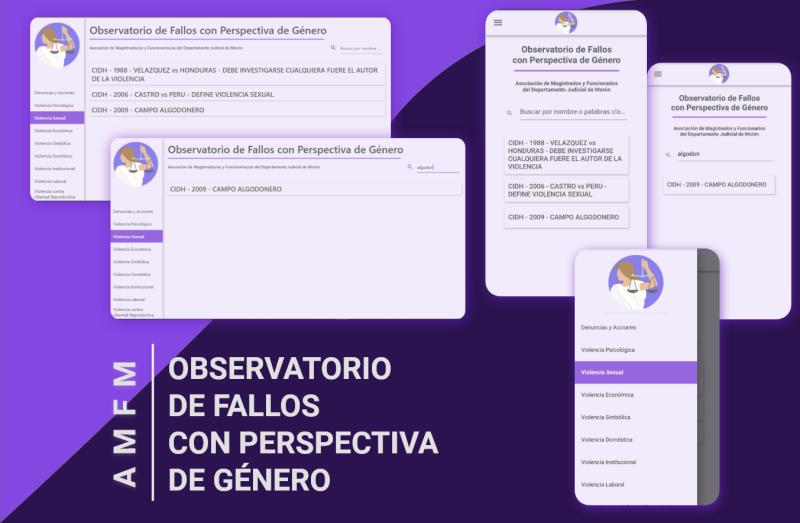 Observatorio de Fallos con Perspectiva de Género
Asociación de Magistrados/as y Funcionarios/as del Departamento Judicial de Morón
Buscar por nombre ...
CIDH - 1988 - VELAZQUEZ vs HONDURAS - DEBE INVESTIGARSE CUALQUIERA FUERE EL AUTOR
DE LA VIOLENCIA
CIDH - 2006 - CASTRO vs PERU - DEFINE VIOLENCIA SEXUAL
CIDH - 2009 - CAMPO ALGODONERO
Denuncias y Acciones
Violencia Psicológica
Violencia Sexual
Violencia Económica
Violencia Simbólica
Violencia Doméstica
Violencia Institucional
Violencia Laboral
Violencia contra
Libertad Reproductiva
Observatorio de Fallos con Perspectiva de Género
Asociación de Magistrados/as y Funcionarios/as del Departamento Judicial de Morón
algodon
CIDH - 2009 - CAMPO ALGODONERO
Denuncias y Acciones
Violencia Psicológica
Violencia Sexual
Violencia Económica
Violencia Simbólica
Violencia Doméstica
Violencia Institucional
Violencia Laboral
Violencia contra
Libertad Reproductiva
Observatorio de Fallos
con Perspectiva de Género
Asociación de Magistrados y Funcionarios
del Departamento Judicial de Morón
Buscar por nombre o palabras cla...
CIDH - 1988 - VELAZQUEZ vs
HONDURAS - DEBE INVESTIGARSE
CUALQUIERA FUERE EL AUTOR DE LA
VIOLENCIA
CIDH - 2006 - CASTRO vs PERU -
DEFINE VIOLENCIA SEXUAL
CIDH - 2009 - CAMPO ALGODONERO
Observatorio de Fallos
con Perspectiva de Género
Asociación de Magistrados y Funcionarios
del Departamento Judicial de Morón
algodon
CIDH - 2009 - CAMPO ALGODONERO
Denuncias y Acciones
Violencia Psicológica
Violencia Sexual
Violencia Económica
Violencia Simbólica
Violencia Doméstica
Violencia Institucional
Violencia Laboral
AMFM
OBSERVATORIO
DE FALLOS
CON PERSPECTIVA
DE GÉNERO